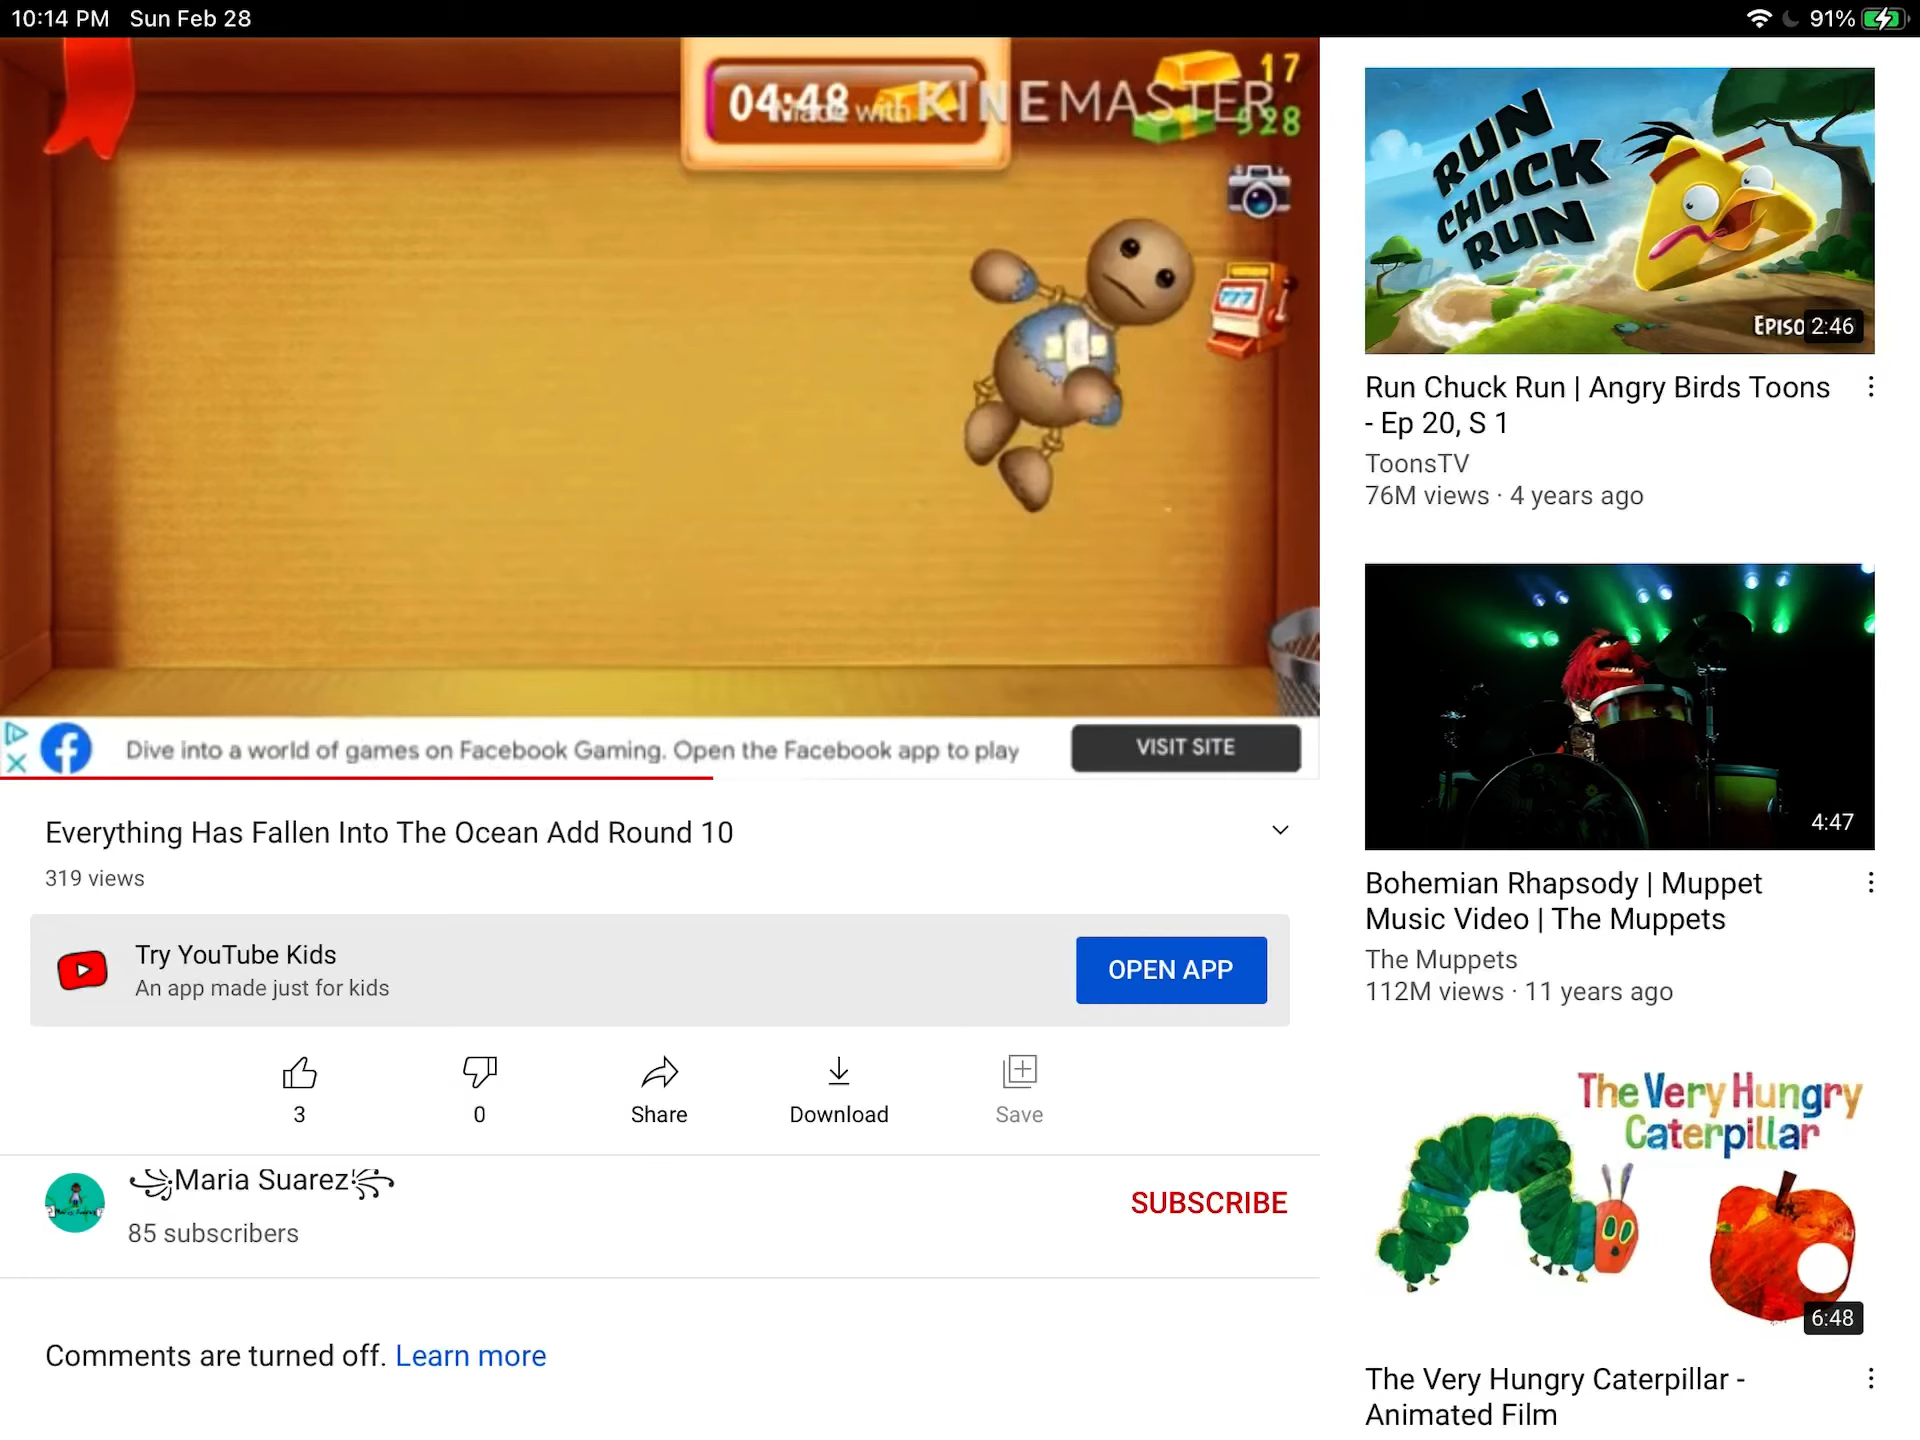 10:14 PM Sun Feb 28
91%
04:48
Made with KINEMASTER
17
928
777
Dive into a world of games on Facebook Gaming. Open the Facebook app to play
VISIT SITE
Everything Has Fallen Into The Ocean Add Round 10
319 views
Try YouTube Kids
An app made just for kids
OPEN APP
3
0
Share
Download
Save
꧁Maria Suarez꧂
85 subscribers
SUBSCRIBE
Comments are turned off. Learn more
RUN
CHUCK
RUN
EPISO
2:46
Run Chuck Run | Angry Birds Toons
- Ep 20, S 1
ToonsTV
76M views · 4 years ago
4:47
Bohemian Rhapsody | Muppet
Music Video | The Muppets
The Muppets
112M views · 11 years ago
The Very Hungry
Caterpillar
6:48
The Very Hungry Caterpillar -
Animated Film